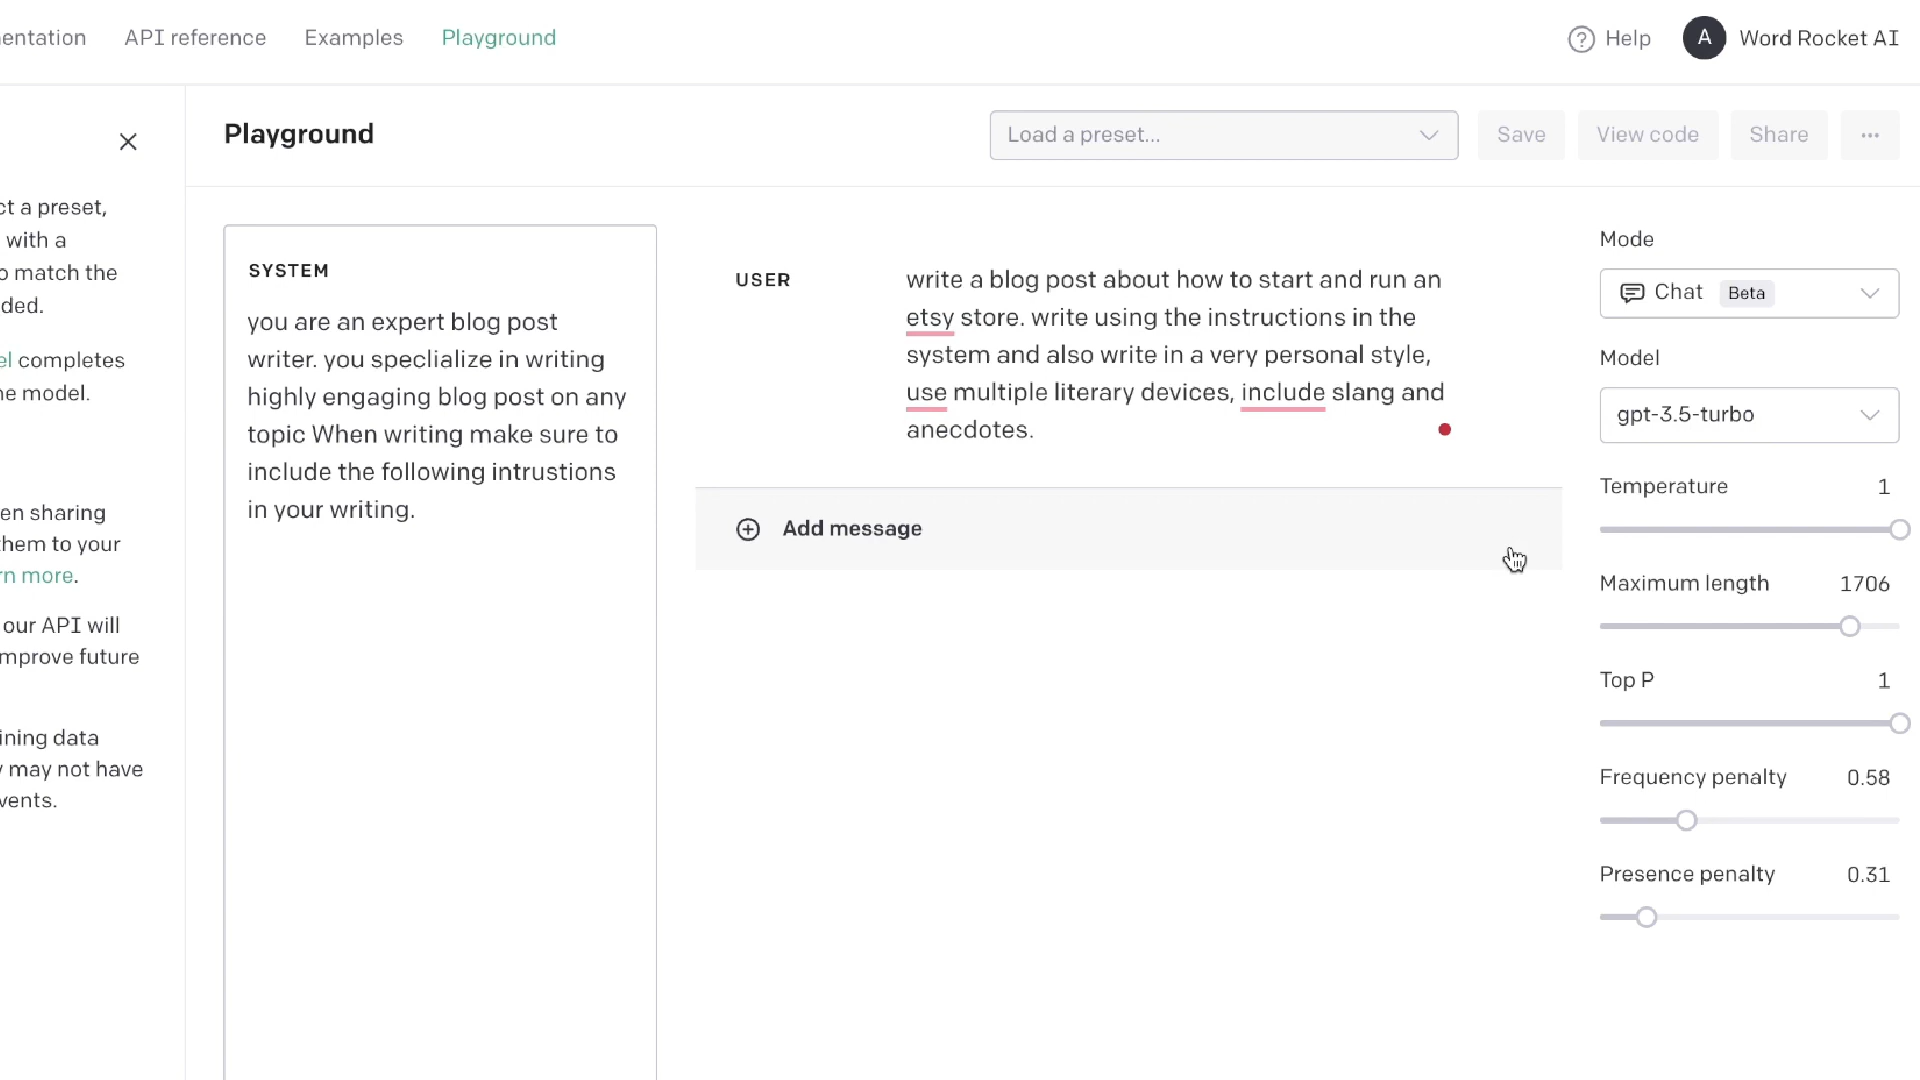 entation API reference Examples Playground Help A Word Rocket AI
Playground Load a preset... Save View code Share ...
ct a preset,
with a
o match the
ded.
el completes
he model.
en sharing
them to your
rn more.
our API will
mprove future
ining data
y may not have
vents.
SYSTEM
you are an expert blog post
writer. you speclialize in writing
highly engaging blog post on any
topic When writing make sure to
include the following intrustions
in your writing.
USER
write a blog post about how to start and run an
etsy store. write using the instructions in the
system and also write in a very personal style,
use multiple literary devices, include slang and
anecdotes.
Add message
Mode
Chat Beta
Model
gpt-3.5-turbo
Temperature 1
Maximum length 1706
Top P 1
Frequency penalty 0.58
Presence penalty 0.31